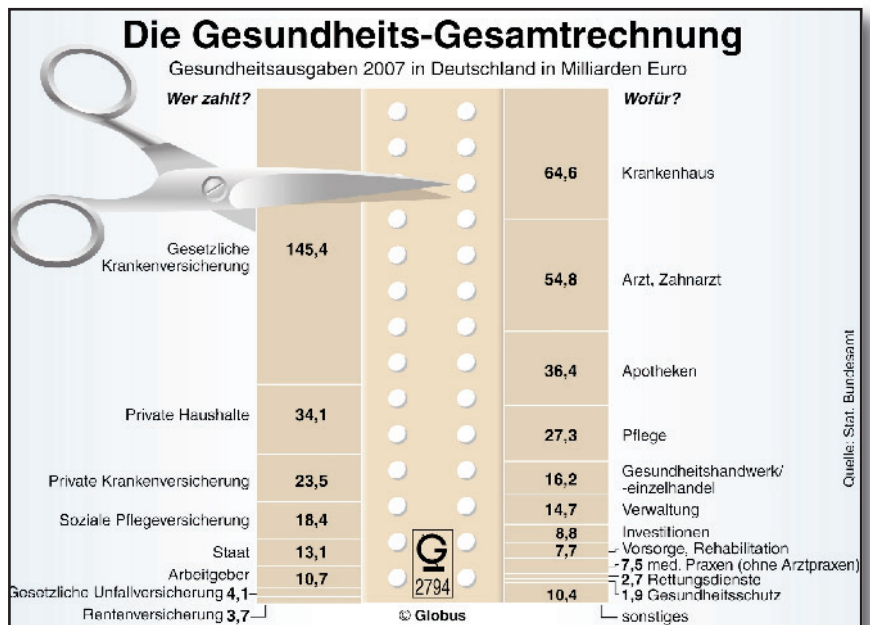 Die Gesundheits-Gesamtrechnung
Gesundheitsausgaben 2007 in Deutschland in Milliarden Euro
Wer zahlt?
Gesetzliche
Krankenversicherung
145,4
Private Haushalte 34,1
Private Krankenversicherung 23,5
Soziale Pflegeversicherung 18,4
Staat 13,1
Arbeitgeber 10,7
Gesetzliche Unfallversicherung 4,1
Rentenversicherung 3,7
Wofür?
64,6 Krankenhaus
54,8 Arzt, Zahnarzt
36,4 Apotheken
27,3 Pflege
16,2 Gesundheitshandwerk/
-einzelhandel
14,7 Verwaltung
8,8 Investitionen
7,7 Vorsorge, Rehabilitation
7,5 med. Praxen (ohne Arztpraxen)
2,7 Rettungsdienste
1,9 Gesundheitsschutz
10,4 sonstiges
G
2794
© Globus
Quelle: Stat. Bundesamt